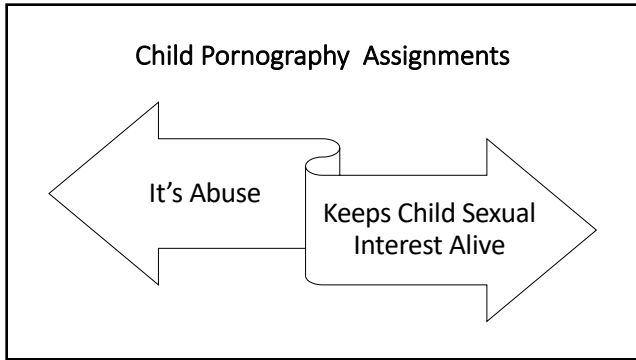 Child Pornography Assignments
It's Abuse
Keeps Child Sexual
Interest Alive